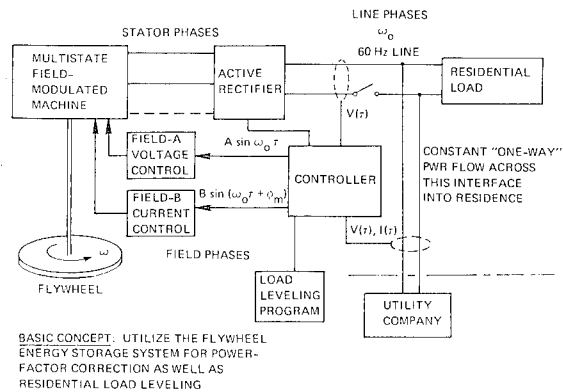 STATOR PHASES
LINE PHASES
ω₀
60 Hz LINE
MULTISTATE
FIELD-
MODULATED
MACHINE
ACTIVE
RECTIFIER
RESIDENTIAL
LOAD
V(τ)
FIELD-A
VOLTAGE
CONTROL
A sin ω₀ τ
CONTROLLER
CONSTANT "ONE-WAY"
PWR FLOW ACROSS
THIS INTERFACE
INTO RESIDENCE
FIELD-B
CURRENT
CONTROL
B sin (ω₀ τ + φₘ)
V(τ), I(τ)
FIELD PHASES
ω
FLYWHEEL
LOAD
LEVELING
PROGRAM
UTILITY
COMPANY
BASIC CONCEPT: UTILIZE THE FLYWHEEL
ENERGY STORAGE SYSTEM FOR POWER-
FACTOR CORRECTION AS WELL AS
RESIDENTIAL LOAD LEVELING